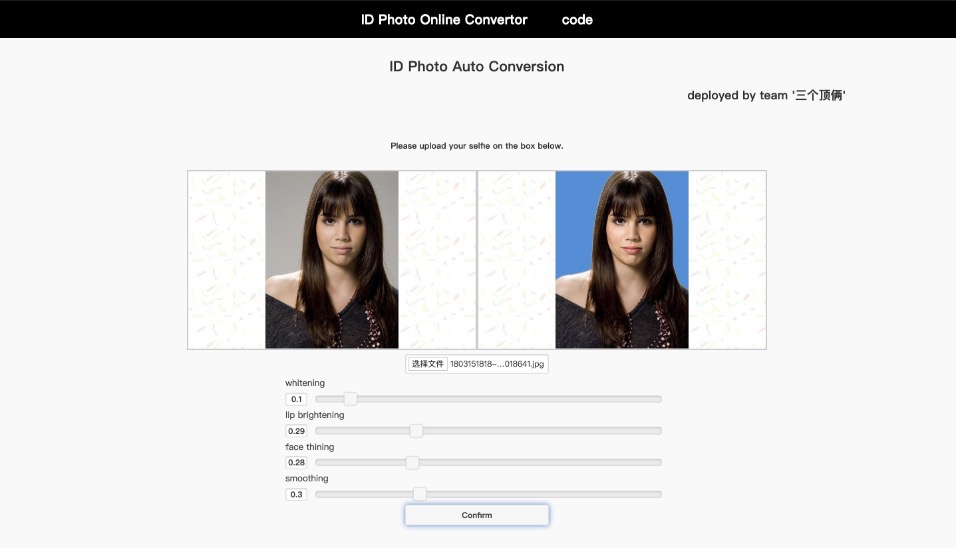 ID Photo Online Convertor code
ID Photo Auto Conversion
deployed by team '三个顶俩'
Please upload your selfie on the box below.
选择文件 1803151818-...018641.jpg
whitening
0.1
lip brightening
0.29
face thining
0.28
smoothing
0.3
Confirm